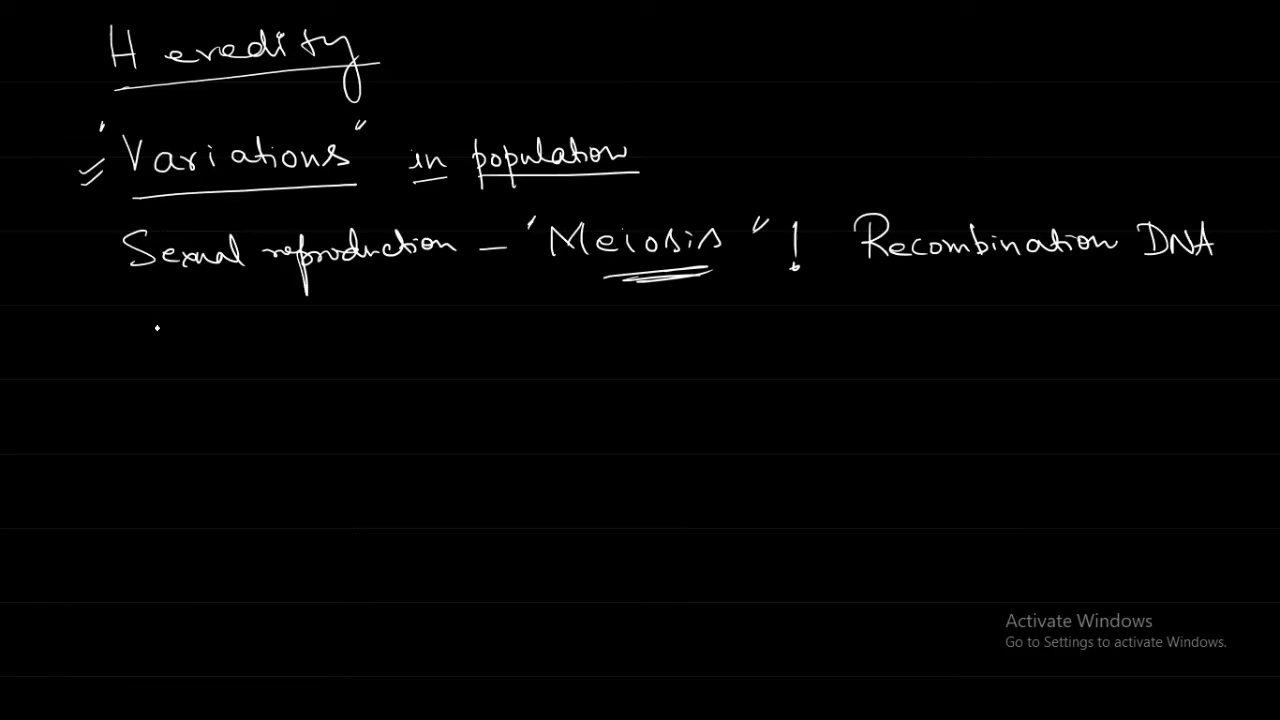 Heredity
"Variations" in population
Sexual reproduction – "Meiosis" ! Recombination DNA
Activate Windows
Go to Settings to activate Windows.